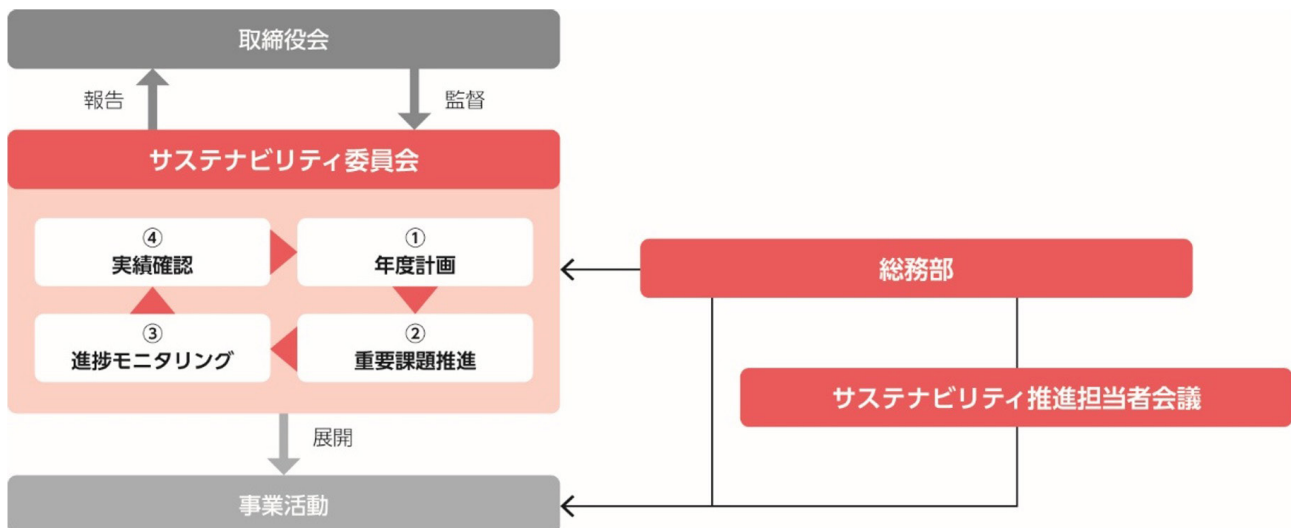 取締役会
報告
監督
サステナビリティ委員会
④
実績確認
①
年度計画
③
進捗モニタリング
②
重要課題推進
総務部
サステナビリティ推進担当者会議
展開
事業活動